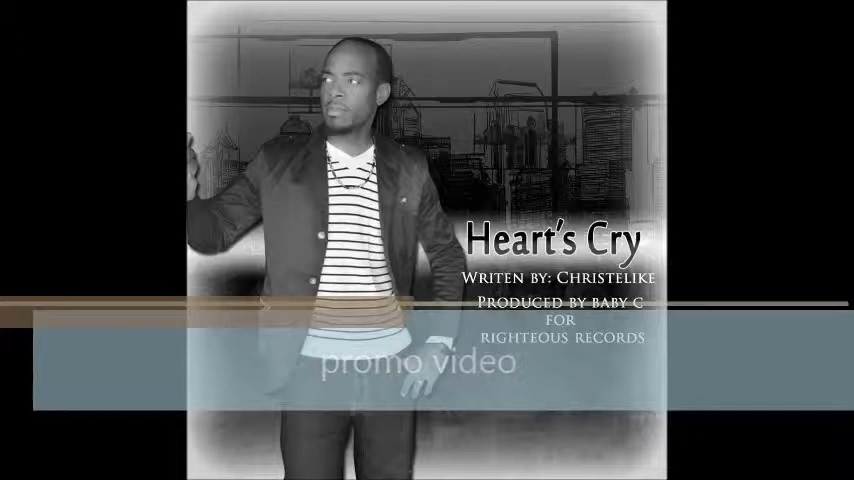 Heart's Cry
Writen by: Christelike
Produced by baby c
for
righteous records
promo video